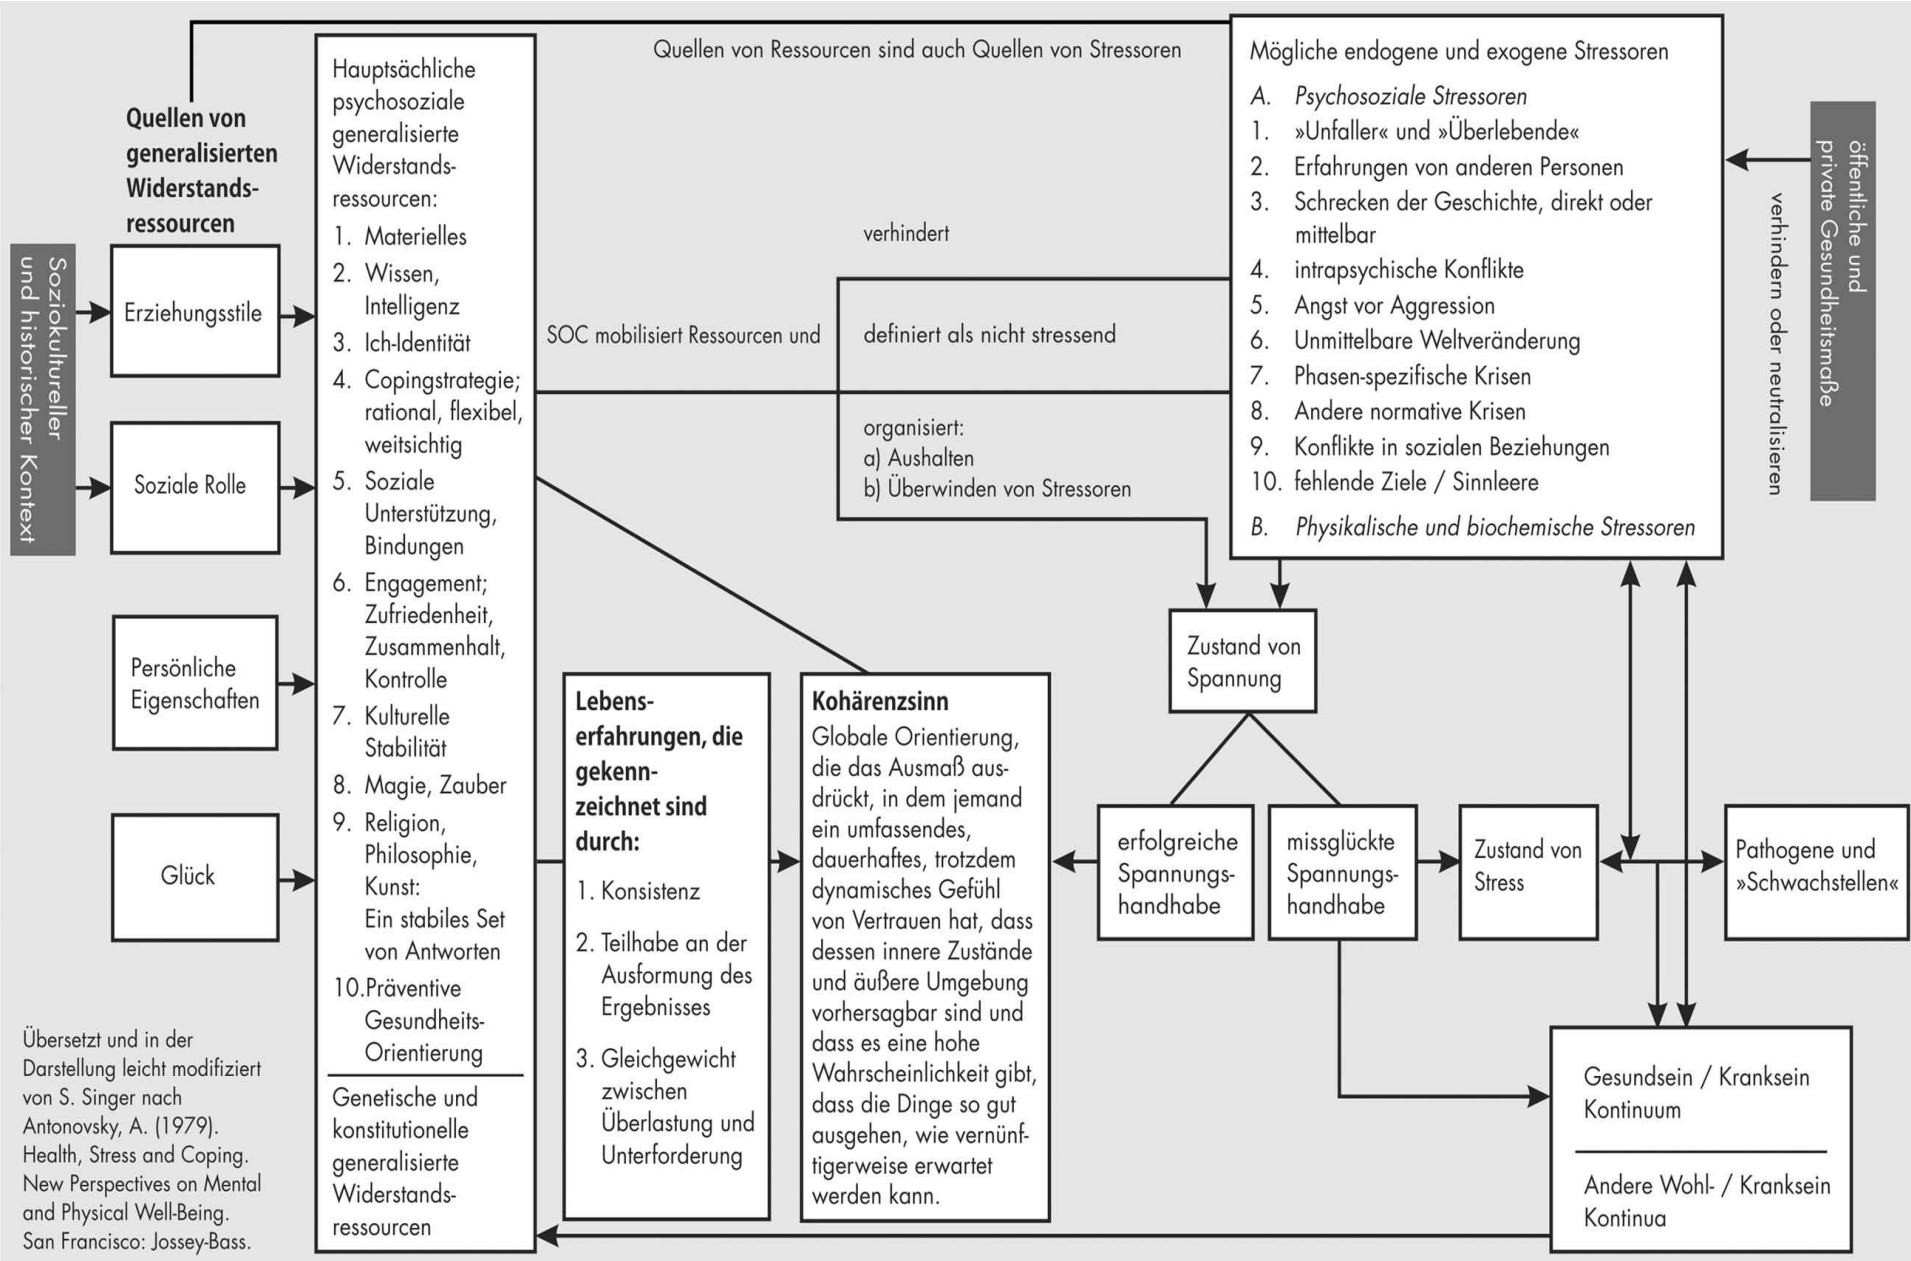 Quellen von Ressourcen sind auch Quellen von Stressoren
Quellen von
generalisierten
Widerstands-
ressourcen
Soziokultureller
und historischer Kontext
Erziehungsstile
Soziale Rolle
Persönliche
Eigenschaften
Glück
Übersetzt und in der
Darstellung leicht modifiziert
von S. Singer nach
Antonovsky, A. (1979).
Health, Stress and Coping.
New Perspectives on Mental
and Physical Well-Being.
San Francisco: Jossey-Bass.
Hauptsächliche
psychosoziale
generalisierte
Widerstands-
ressourcen:
1. Materielles
2. Wissen,
Intelligenz
3. Ich-Identität
4. Copingstrategie;
rational, flexibel,
weitsichtig
5. Soziale
Unterstützung,
Bindungen
6. Engagement;
Zufriedenheit,
Zusammenhalt,
Kontrolle
7. Kulturelle
Stabilität
8. Magie, Zauber
9. Religion,
Philosophie,
Kunst:
Ein stabiles Set
von Antworten
10.Präventive
Gesundheits-
Orientierung
Genetische und
konstitutionelle
generalisierte
Widerstands-
ressourcen
SOC mobilisiert Ressourcen und
verhindert
definiert als nicht stressend
organisiert:
a) Aushalten
b) Überwinden von Stressoren
Lebens-
erfahrungen, die
gekenn-
zeichnet sind
durch:
1. Konsistenz
2. Teilhabe an der
Ausformung des
Ergebnisses
3. Gleichgewicht
zwischen
Überlastung und
Unterforderung
Kohärenzsinn
Globale Orientierung,
die das Ausmaß aus-
drückt, in dem jemand
ein umfassendes,
dauerhaftes, trotzdem
dynamisches Gefühl
von Vertrauen hat, dass
dessen innere Zustände
und äußere Umgebung
vorhersagbar sind und
dass es eine hohe
Wahrscheinlichkeit gibt,
dass die Dinge so gut
ausgehen, wie vernünf-
tigerweise erwartet
werden kann.
Mögliche endogene und exogene Stressoren
A. Psychosoziale Stressoren
1. »Unfaller« und »Überlebende«
2. Erfahrungen von anderen Personen
3. Schrecken der Geschichte, direkt oder
mittelbar
4. intrapsychische Konflikte
5. Angst vor Aggression
6. Unmittelbare Weltveränderung
7. Phasen-spezifische Krisen
8. Andere normative Krisen
9. Konflikte in sozialen Beziehungen
10. fehlende Ziele / Sinnleere
B. Physikalische und biochemische Stressoren
öffentliche und
private Gesundheitsmaße
verhindern oder neutralisieren
Zustand von
Spannung
erfolgreiche
Spannungs-
handhabe
missglückte
Spannungs-
handhabe
Zustand von
Stress
Pathogene und
»Schwachstellen«
Gesundsein / Kranksein
Kontinuum
Andere Wohl- / Kranksein
Kontinua